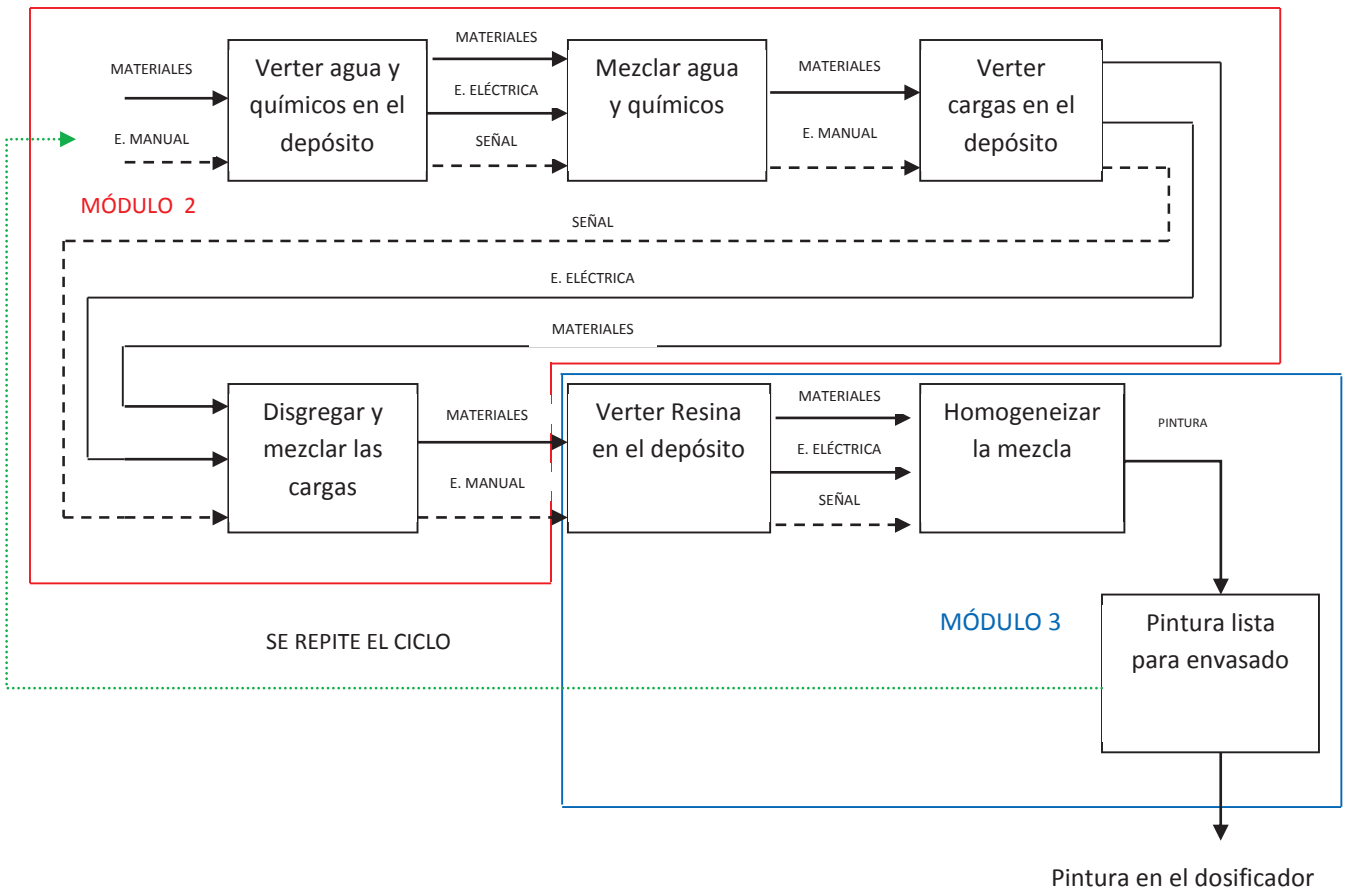 MATERIALES
E. MANUAL
Verter agua y
químicos en el
depósito
MATERIALES
E. ELÉCTRICA
SEÑAL
Mezclar agua
y químicos
MATERIALES
E. MANUAL
Verter
cargas en el
depósito
MÓDULO 2
SEÑAL
E. ELÉCTRICA
MATERIALES
Disgregar y
mezclar las
cargas
MATERIALES
E. MANUAL
Verter Resina
en el depósito
MATERIALES
E. ELÉCTRICA
SEÑAL
Homogeneizar
la mezcla
PINTURA
MÓDULO 3
Pintura lista
para envasado
SE REPITE EL CICLO
Pintura en el dosificador